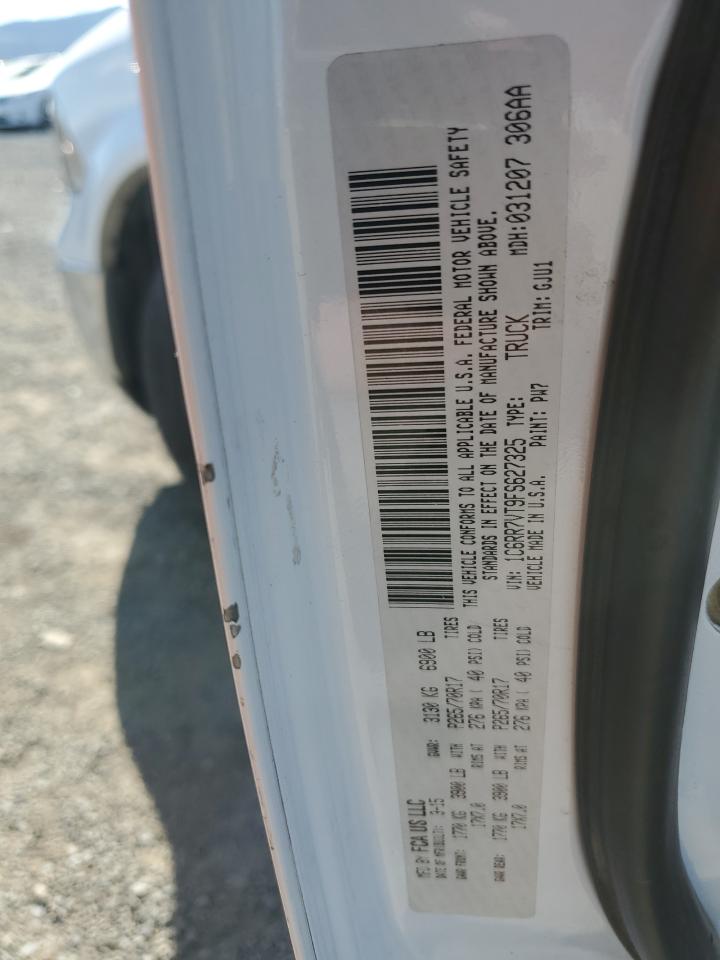 MFD BY: FCA US LLC
DATE OF MFR(BUILT): 3-15 GVWR: 3130 KG 6900 LB
GAWR FRONT: 1770 KG 3900 LB WITH P265/70R17 TIRES
17X7.0 RIMS AT 276 KPA ( 40 PSI) COLD
GAWR REAR: 1770 KG 3900 LB WITH P265/70R17 TIRES
17X7.0 RIMS AT 276 KPA ( 40 PSI) COLD
THIS VEHICLE CONFORMS TO ALL APPLICABLE U.S.A. FEDERAL MOTOR VEHICLE SAFETY
STANDARDS IN EFFECT ON THE DATE OF MANUFACTURE SHOWN ABOVE.
VIN: 1C6RR7VT9FS627325 TYPE: TRUCK MDH:031207 306AA
VEHICLE MADE IN U.S.A. PAINT: PW7 TRIM: GJU1